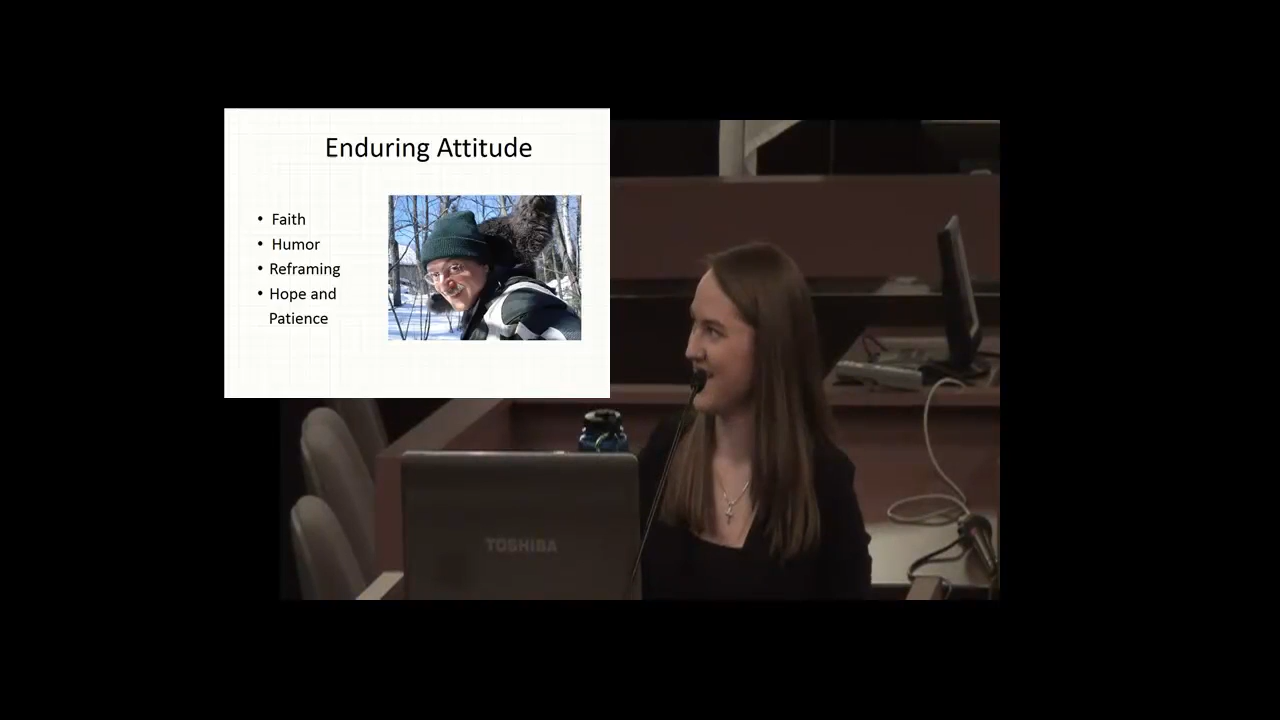 Enduring Attitude
• Faith
• Humor
• Reframing
• Hope and
Patience
TOSHIBA